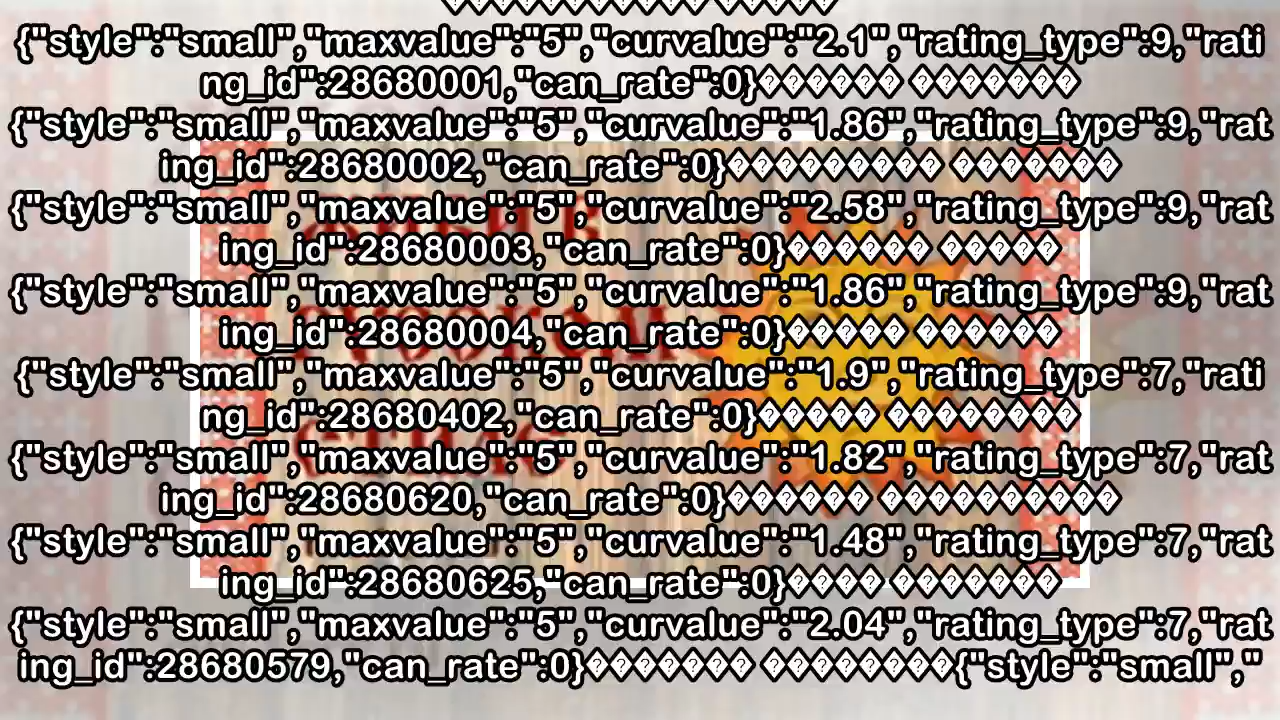 ������������ �����
{"style":"small","maxvalue":"5","curvalue":"2.1","rating_type":9,"rati
ng_id":28680001,"can_rate":0}������ �������
{"style":"small","maxvalue":"5","curvalue":"1.86","rating_type":9,"rat
ing_id":28680002,"can_rate":0}��������� �������
{"style":"small","maxvalue":"5","curvalue":"2.58","rating_type":9,"rat
ing_id":28680003,"can_rate":0}������ �����
{"style":"small","maxvalue":"5","curvalue":"1.86","rating_type":9,"rat
ing_id":28680004,"can_rate":0}����� ������
{"style":"small","maxvalue":"5","curvalue":"1.9","rating_type":7,"rati
ng_id":28680402,"can_rate":0}����� ��������
{"style":"small","maxvalue":"5","curvalue":"1.82","rating_type":7,"rat
ing_id":28680620,"can_rate":0}������ ����������
{"style":"small","maxvalue":"5","curvalue":"1.48","rating_type":7,"rat
ing_id":28680625,"can_rate":0}���� �������
{"style":"small","maxvalue":"5","curvalue":"2.04","rating_type":7,"rat
ing_id":28680579,"can_rate":0}������� ��������{"style":"small","